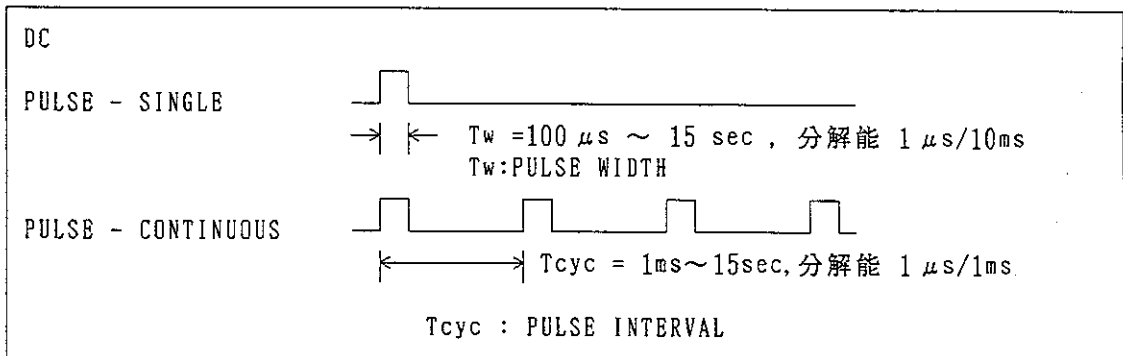 DC
PULSE - SINGLE
Tw =100 μs ～ 15 sec , 分解能 1 μs/10ms
Tw:PULSE WIDTH
PULSE - CONTINUOUS
Tcyc = 1ms～15sec, 分解能 1 μs/1ms
Tcyc : PULSE INTERVAL